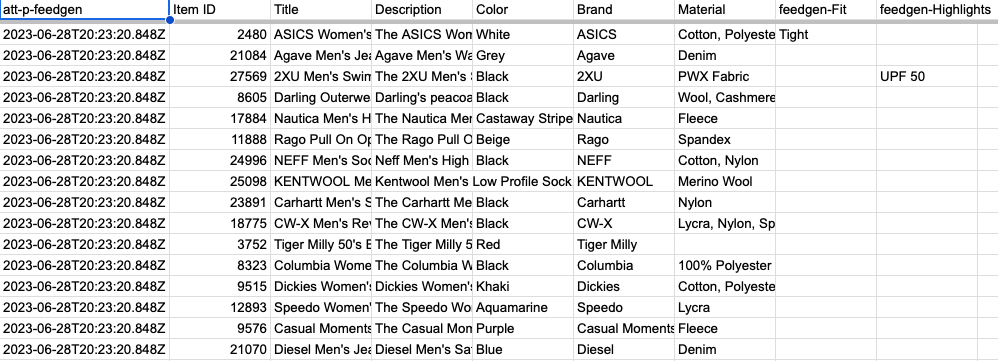 att-p-feedgen Item ID Title Description Color Brand Material feedgen-Fit feedgen-Highlights
2023-06-28T20:23:20.848Z 2480 ASICS Women's The ASICS Wom White ASICS Cotton, Polyeste Tight
2023-06-28T20:23:20.848Z 21084 Agave Men's Jea Agave Men's Wa Grey Agave Denim
2023-06-28T20:23:20.848Z 27569 2XU Men's Swim The 2XU Men's Black 2XU PWX Fabric UPF 50
2023-06-28T20:23:20.848Z 8605 Darling Outerwe Darling's peacoa Black Darling Wool, Cashmere
2023-06-28T20:23:20.848Z 17884 Nautica Men's H The Nautica Mer Castaway Stripe Nautica Fleece
2023-06-28T20:23:20.848Z 11888 Rago Pull On Op The Rago Pull O Beige Rago Spandex
2023-06-28T20:23:20.848Z 24996 NEFF Men's Soc Neff Men's High Black NEFF Cotton, Nylon
2023-06-28T20:23:20.848Z 25098 KENTWOOL Me Kentwool Men's Low Profile Sock KENTWOOL Merino Wool
2023-06-28T20:23:20.848Z 23891 Carhartt Men's S The Carhartt Me Black Carhartt Nylon
2023-06-28T20:23:20.848Z 18775 CW-X Men's Rev The CW-X Men' Black CW-X Lycra, Nylon, Sp
2023-06-28T20:23:20.848Z 3752 Tiger Milly 50's E The Tiger Milly 5 Red Tiger Milly
2023-06-28T20:23:20.848Z 8323 Columbia Wome The Columbia W Black Columbia 100% Polyester
2023-06-28T20:23:20.848Z 9515 Dickies Women's Dickies Women's Khaki Dickies Cotton, Polyeste
2023-06-28T20:23:20.848Z 12893 Speedo Women' The Speedo Wo Aquamarine Speedo Lycra
2023-06-28T20:23:20.848Z 9576 Casual Moments The Casual Mom Purple Casual Moments Fleece
2023-06-28T20:23:20.848Z 21070 Diesel Men's Jea Diesel Men's Sa Blue Diesel Denim